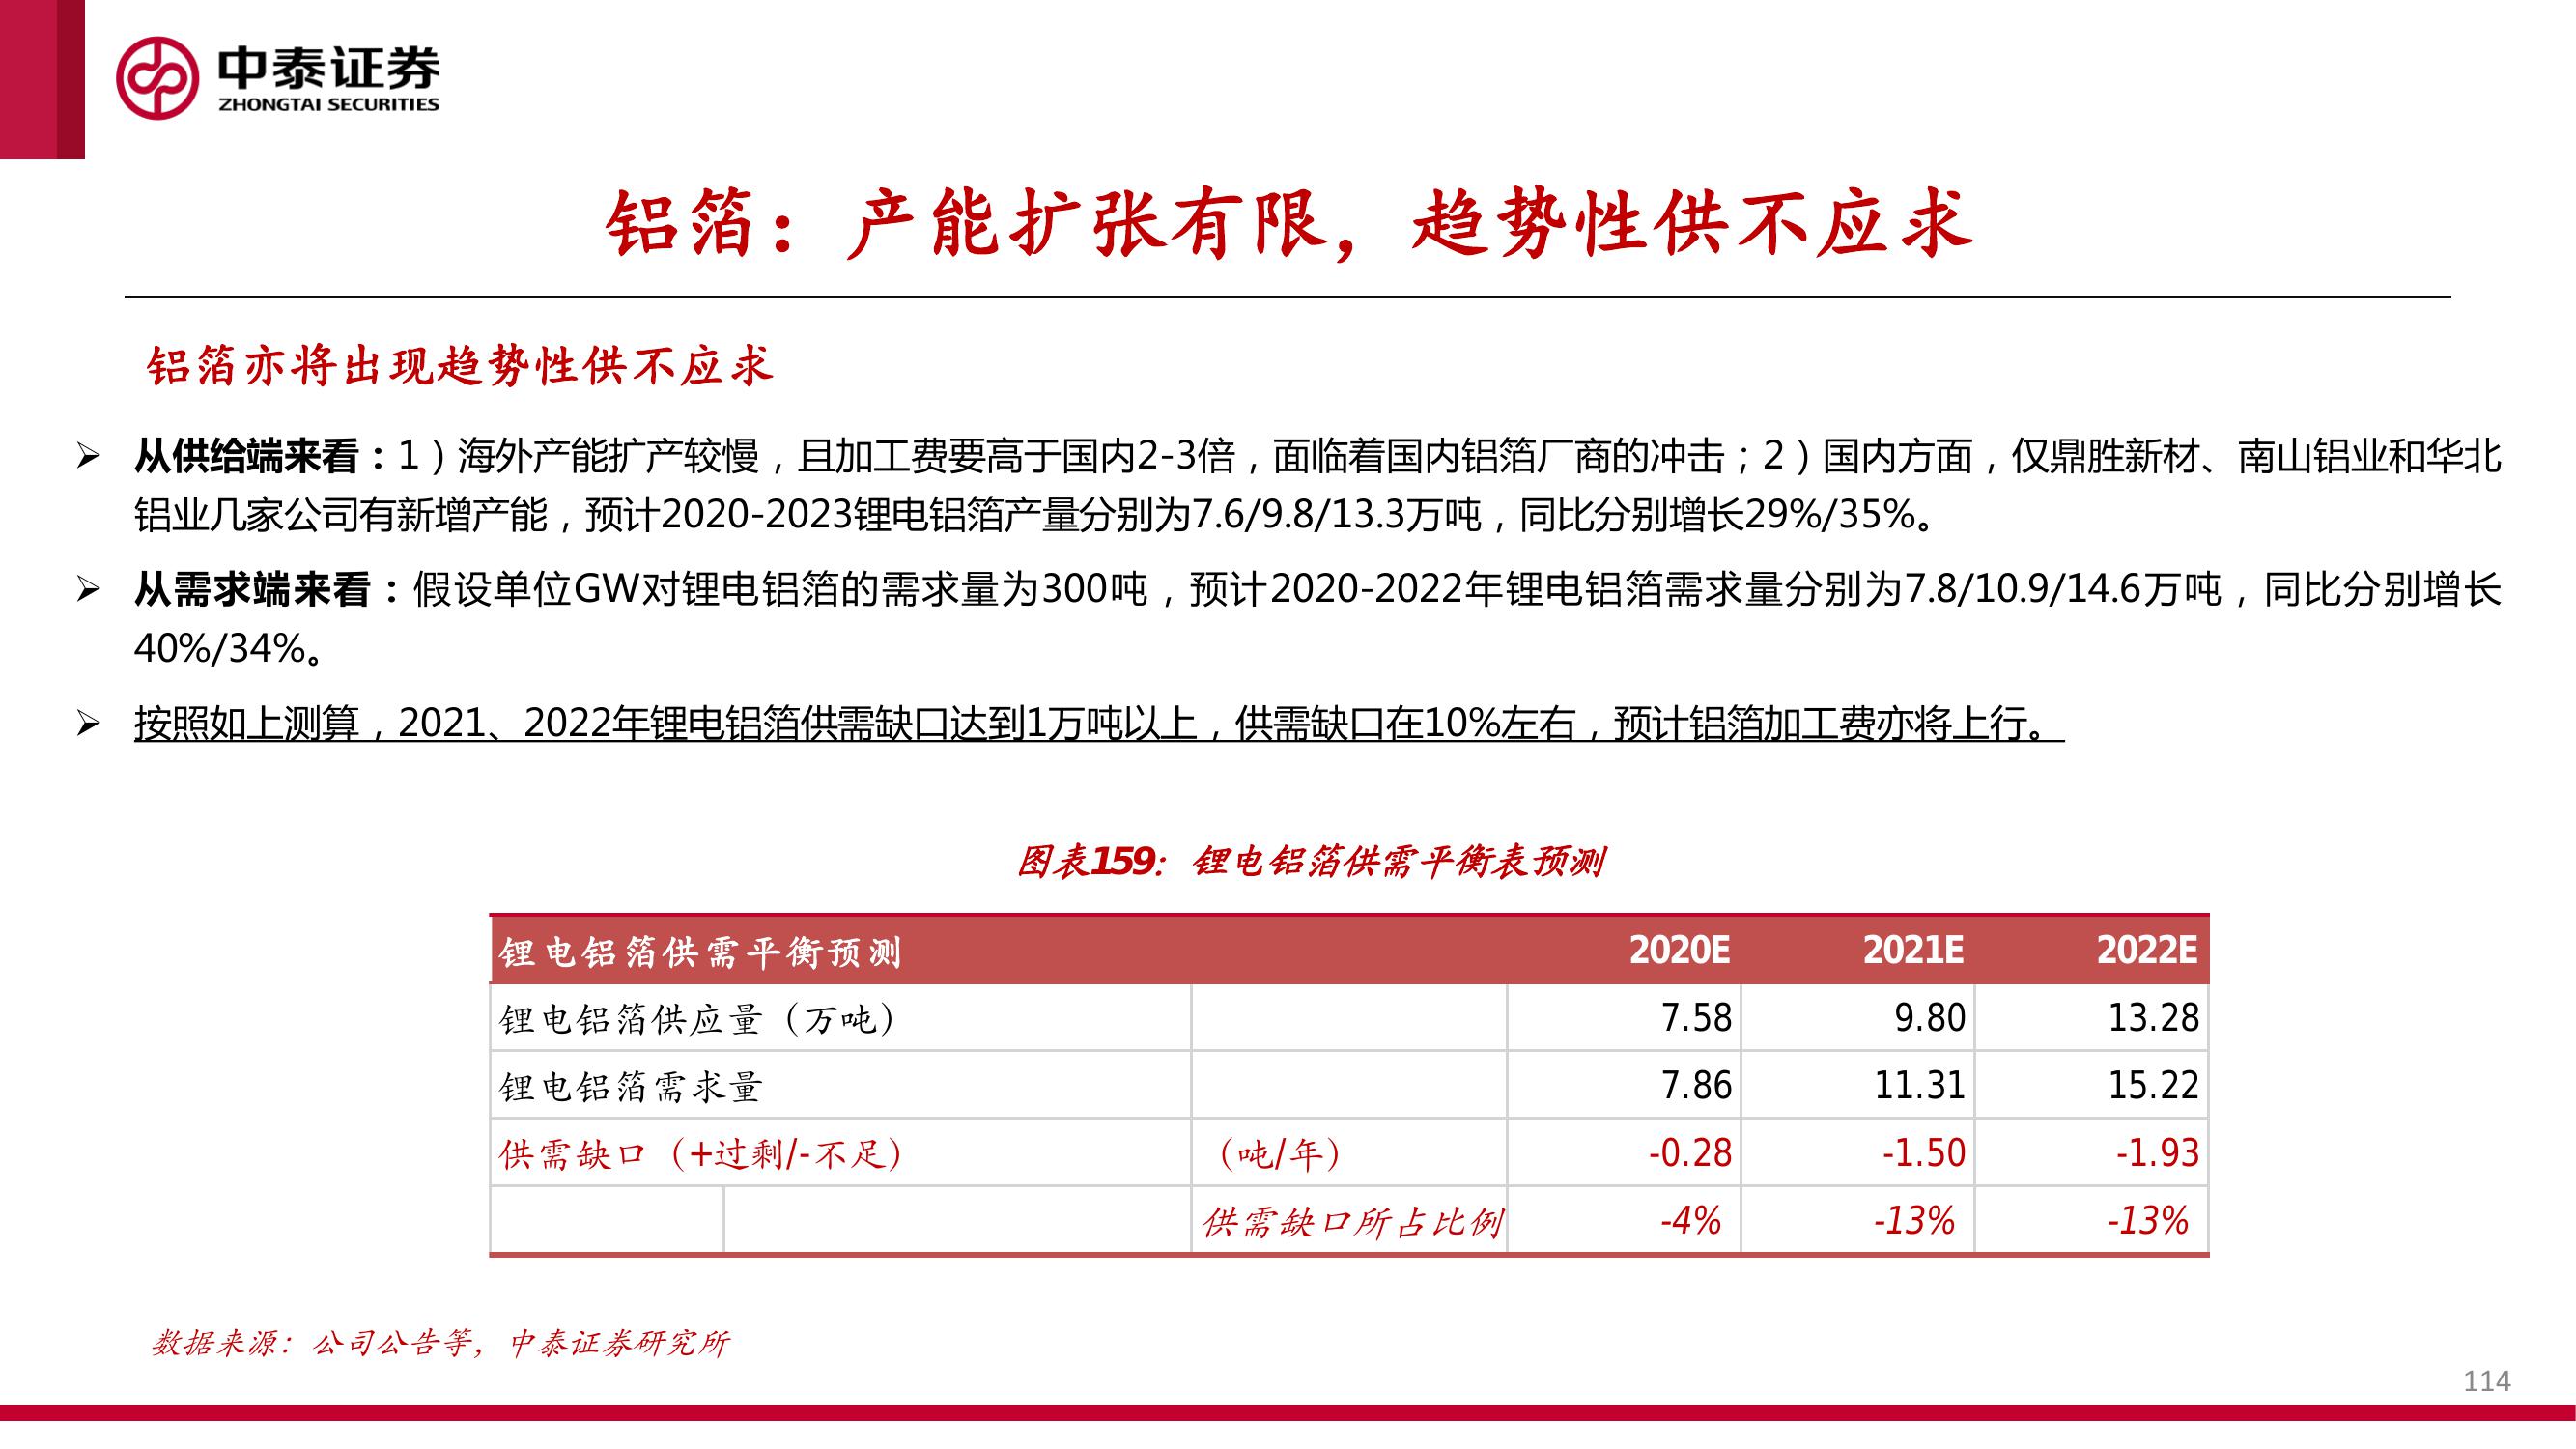 中泰证券
ZHONGTAI SECURITIES
铝箔：产能扩张有限，趋势性供不应求
铝箔亦将出现趋势性供不应求
➢ 从供给端来看：1）海外产能扩产较慢，且加工费要高于国内2-3倍，面临着国内铝箔厂商的冲击；2）国内方面，仅鼎胜新材、南山铝业和华北
铝业几家公司有新增产能，预计2020-2023锂电铝箔产量分别为7.6/9.8/13.3万吨，同比分别增长29%/35%。
➢ 从需求端来看：假设单位GW对锂电铝箔的需求量为300吨，预计2020-2022年锂电铝箔需求量分别为7.8/10.9/14.6万吨，同比分别增长
40%/34%。
➢ 按照如上测算，2021、2022年锂电铝箔供需缺口达到1万吨以上，供需缺口在10%左右，预计铝箔加工费亦将上行。
图表159：锂电铝箔供需平衡表预测
锂电铝箔供需平衡预测 2020E 2021E 2022E
锂电铝箔供应量（万吨） 7.58 9.80 13.28
锂电铝箔需求量 7.86 11.31 15.22
供需缺口（+过剩/-不足） （吨/年） -0.28 -1.50 -1.93
供需缺口所占比例 -4% -13% -13%
数据来源：公司公告等，中泰证券研究所
114